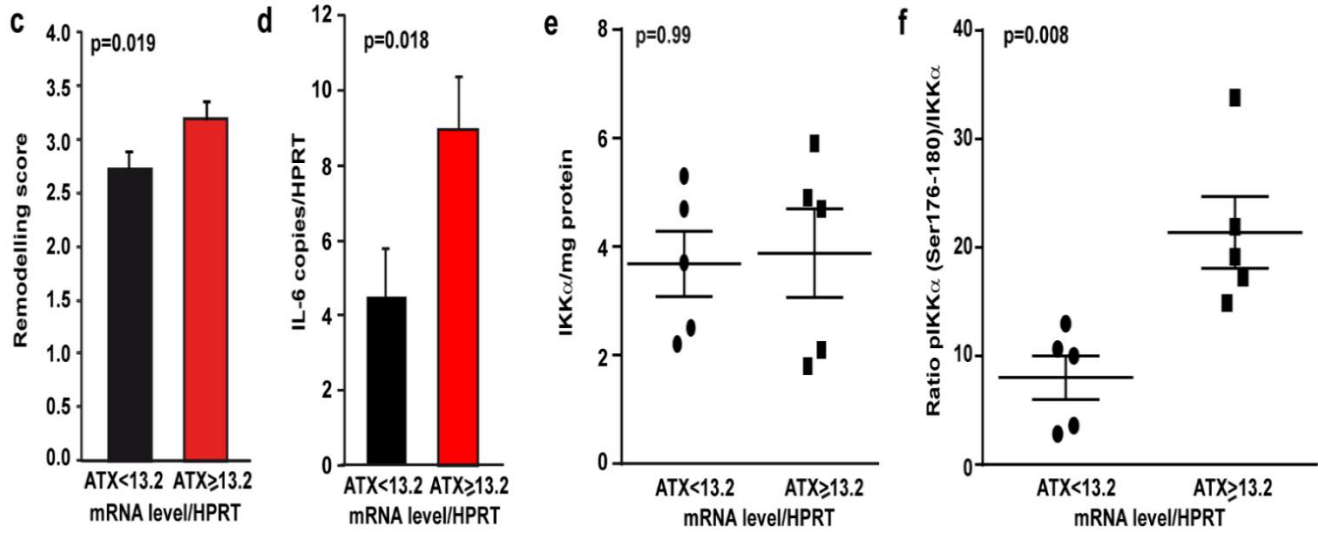 c
p=0.019
Remodelling score
4.0
3.5
3.0
2.5
2.0
1.5
1.0
0.5
0.0
ATX<13.2 ATX≥13.2
mRNA level/HPRT
d
p=0.018
IL-6 copies/HPRT
12
10
8
6
4
2
0
ATX<13.2 ATX≥13.2
mRNA level/HPRT
e
p=0.99
IKKα/mg protein
8
6
4
2
0
ATX<13.2 ATX≥13.2
mRNA level/HPRT
f
p=0.008
Ratio pIKKα (Ser176-180)/IKKα
40
30
20
10
0
ATX<13.2 ATX≥13.2
mRNA level/HPRT